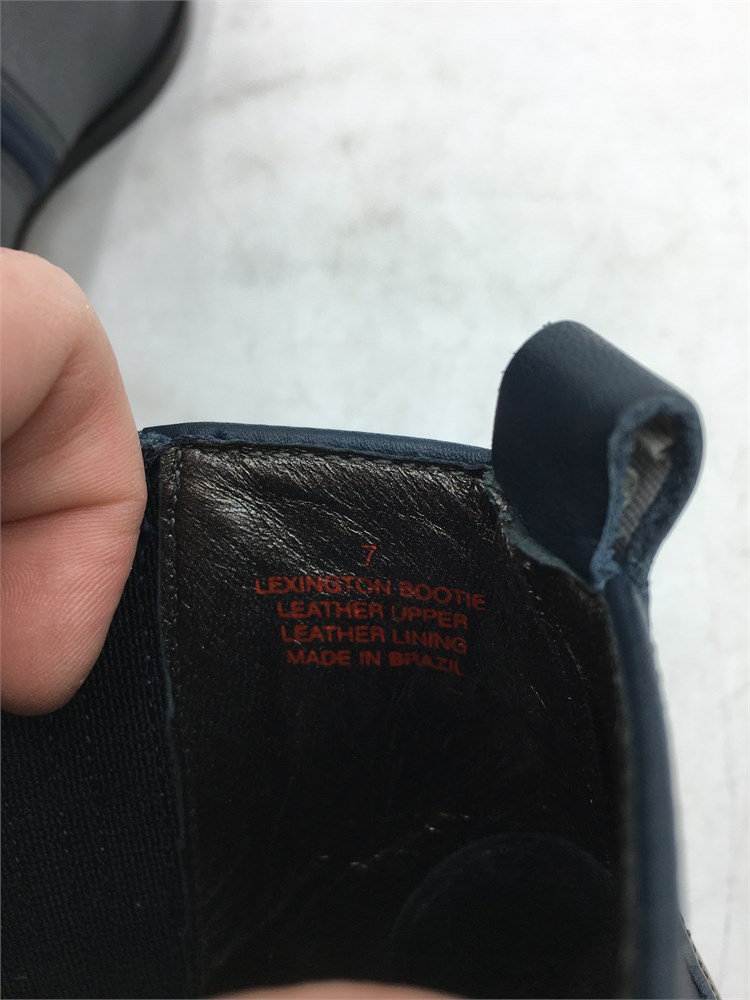 7
LEXINGTON BOOTIE
LEATHER UPPER
LEATHER LINING
MADE IN BRAZIL